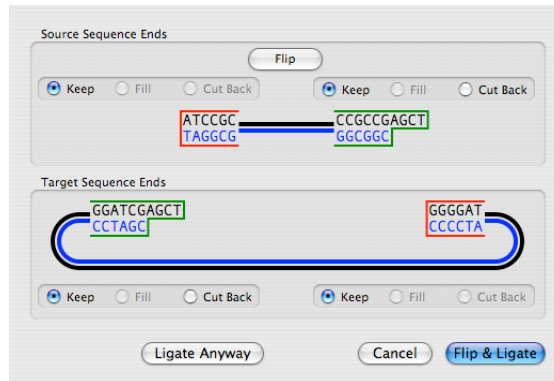 Source Sequence Ends
Flip
Keep Fill Cut Back Keep Fill Cut Back
ATCCGC CCGCCGAGCT
TAGGCG GGCGGC
Target Sequence Ends
GGATCGAGCT GGGGAT
CCTAGC CCCCTA
Keep Fill Cut Back Keep Fill Cut Back
Ligate Anyway Cancel Flip & Ligate